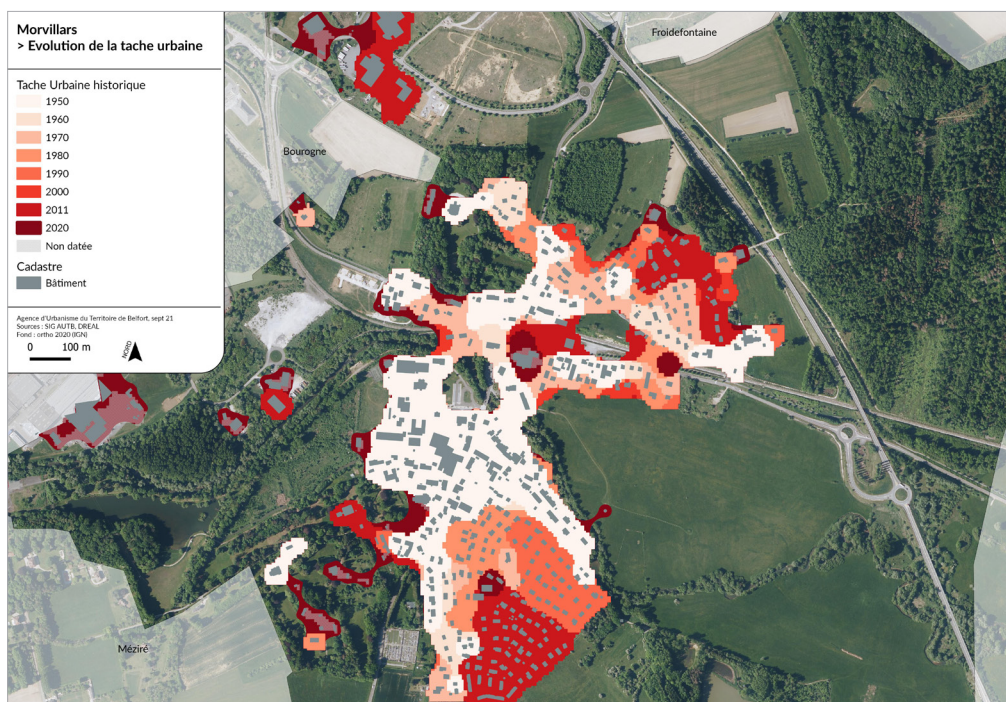 Morvillars
> Evolution de la tache urbaine
Tache Urbaine historique
1950
1960
1970
1980
1990
2000
2011
2020
Non datée
Cadastre
Bâtiment
Agence d'Urbanisme du Territoire de Belfort, sept 21
Sources : SIG AUTB, DREAL
Fond : ortho 2020 (IGN)
0 100 m
NORD
Froidefontaine
Bourogne
Méziré